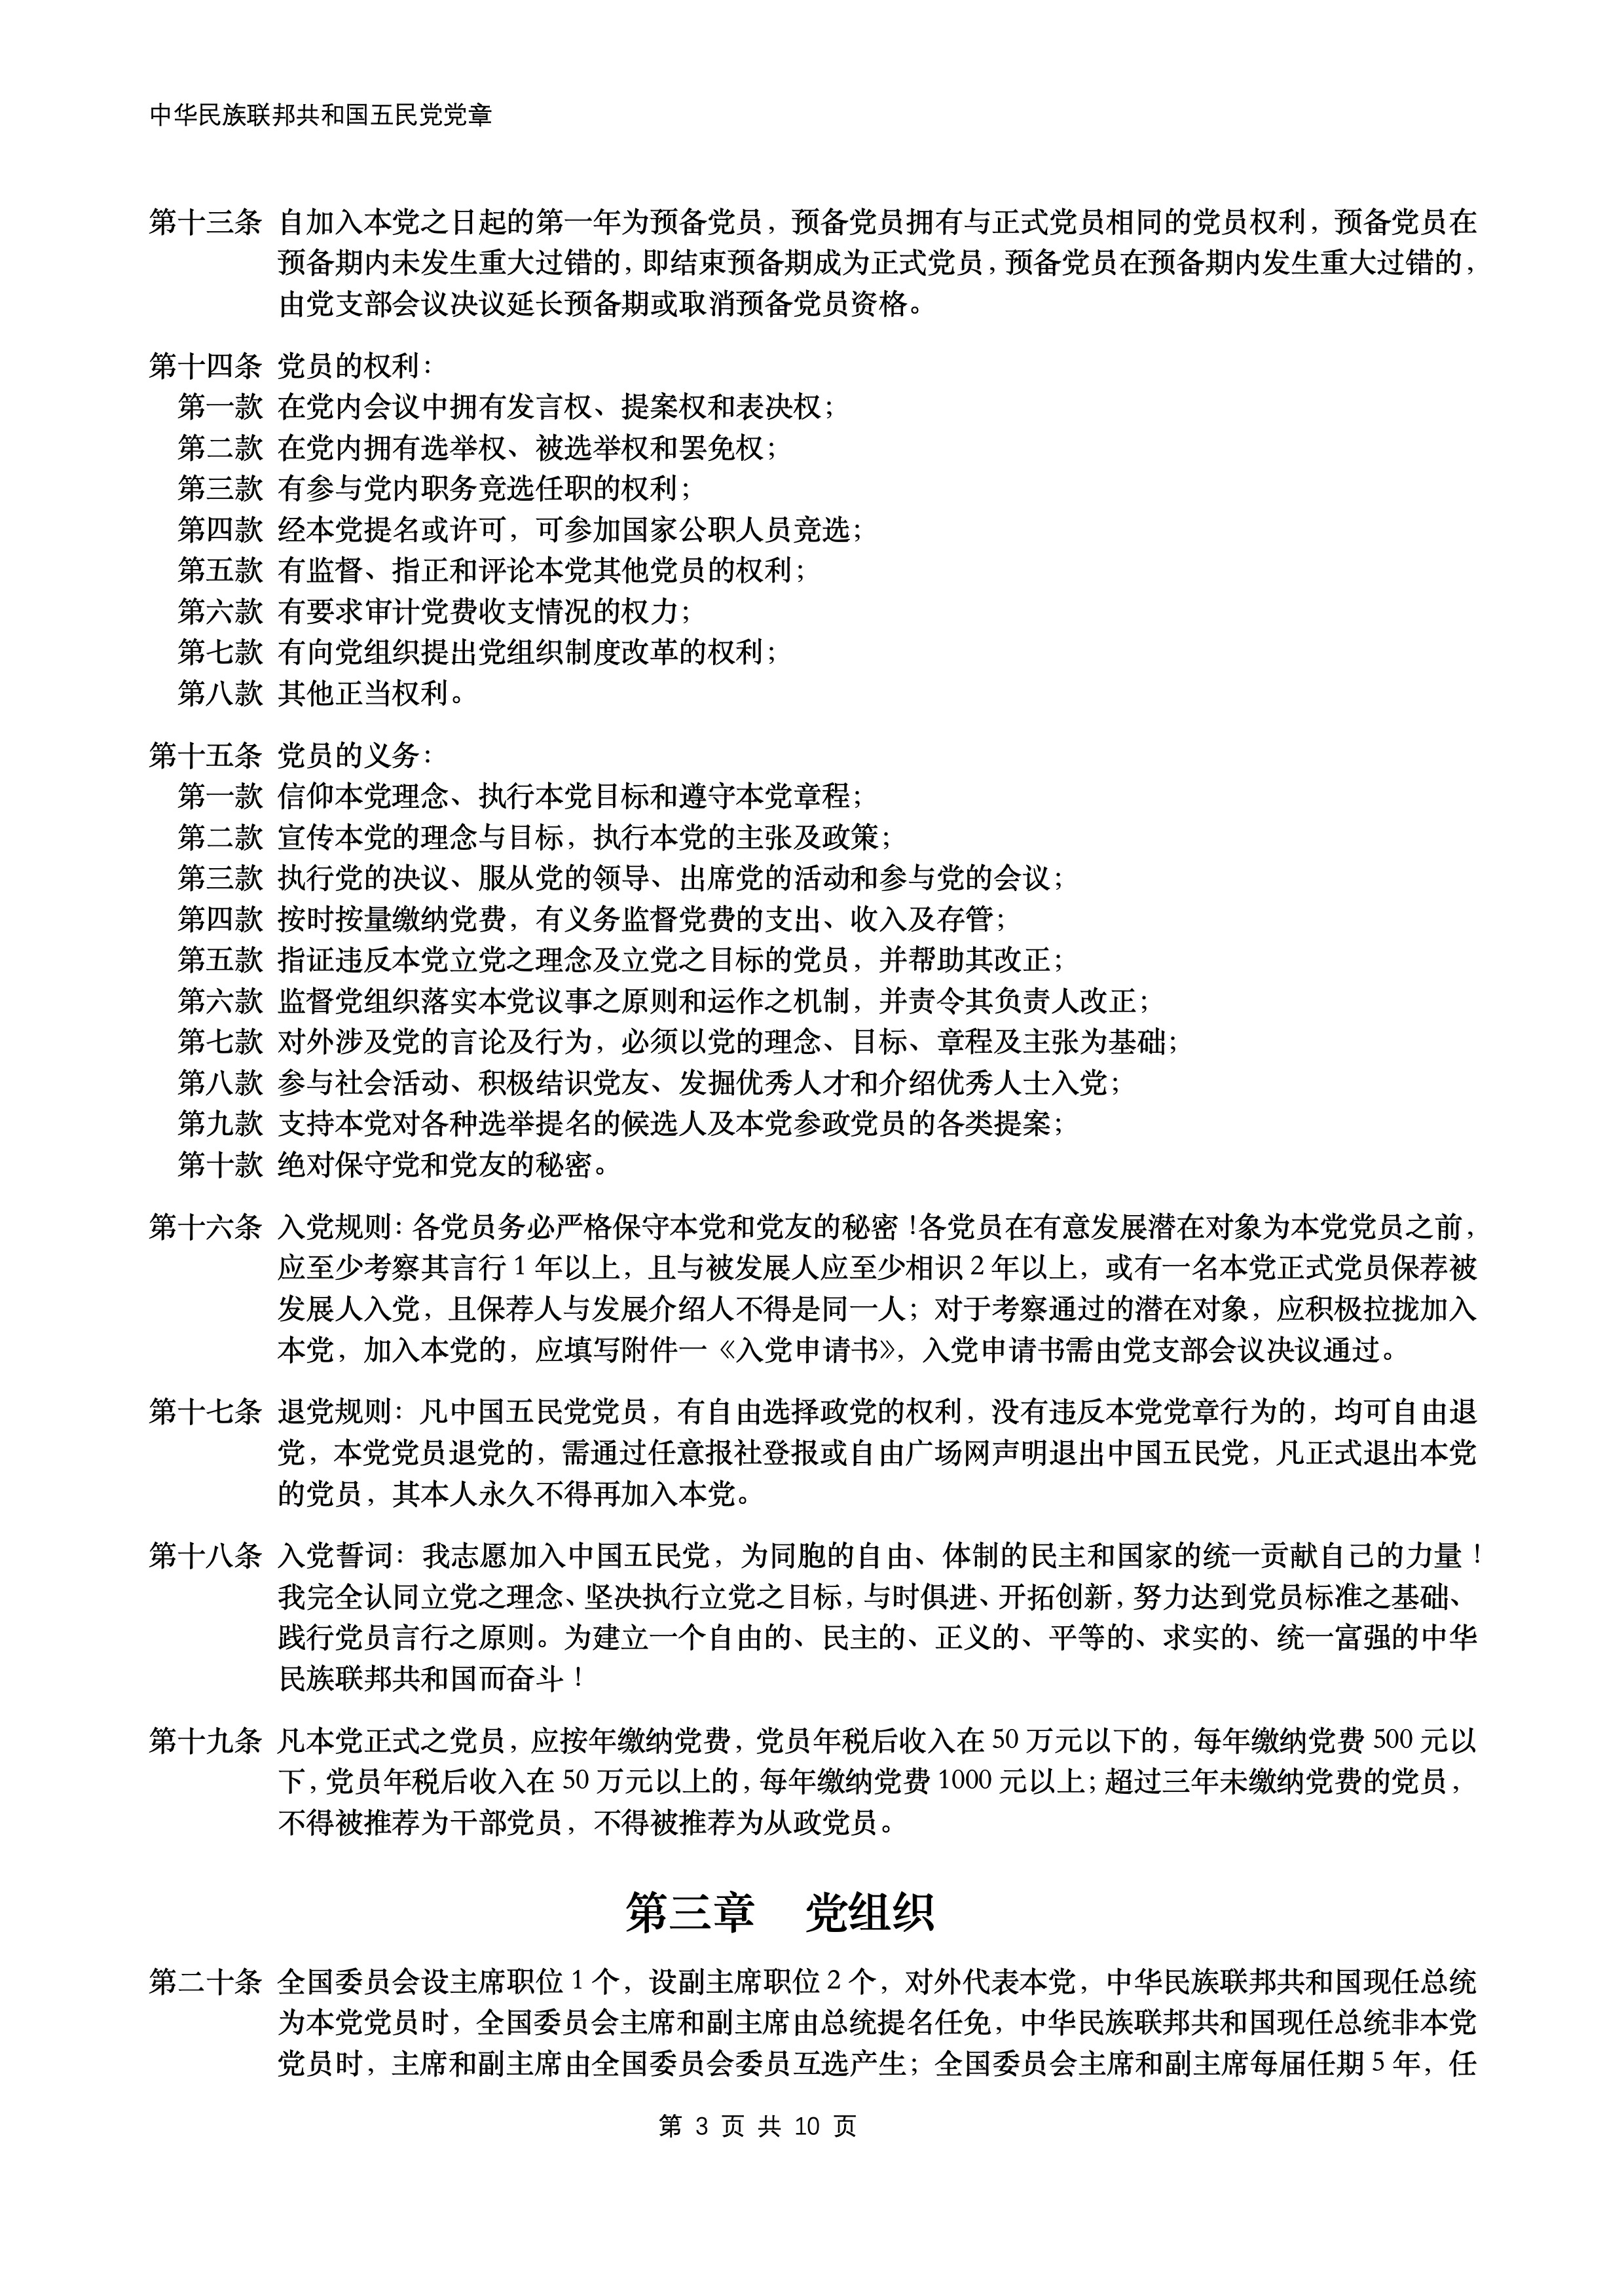 中华民族联邦共和国五民党党章
第十三条 自加入本党之日起的第一年为预备党员，预备党员拥有与正式党员相同的党员权利，预备党员在
预备期内未发生重大过错的，即结束预备期成为正式党员，预备党员在预备期内发生重大过错的，
由党支部会议决议延长预备期或取消预备党员资格。
第十四条 党员的权利：
第一款 在党内会议中拥有发言权、提案权和表决权；
第二款 在党内拥有选举权、被选举权和罢免权；
第三款 有参与党内职务竞选任职的权利；
第四款 经本党提名或许可，可参加国家公职人员竞选；
第五款 有监督、指正和评论本党其他党员的权利；
第六款 有要求审计党费收支情况的权力；
第七款 有向党组织提出党组织制度改革的权利；
第八款 其他正当权利。
第十五条 党员的义务：
第一款 信仰本党理念、执行本党目标和遵守本党章程；
第二款 宣传本党的理念与目标，执行本党的主张及政策；
第三款 执行党的决议、服从党的领导、出席党的活动和参与党的会议；
第四款 按时按量缴纳党费，有义务监督党费的支出、收入及存管；
第五款 指证违反本党立党之理念及立党之目标的党员，并帮助其改正；
第六款 监督党组织落实本党议事之原则和运作之机制，并责令其负责人改正；
第七款 对外涉及党的言论及行为，必须以党的理念、目标、章程及主张为基础；
第八款 参与社会活动、积极结识党友、发掘优秀人才和介绍优秀人士入党；
第九款 支持本党对各种选举提名的候选人及本党参政党员的各类提案；
第十款 绝对保守党和党友的秘密。
第十六条 入党规则：各党员务必严格保守本党和党友的秘密！各党员在有意发展潜在对象为本党党员之前，
应至少考察其言行 1 年以上，且与被发展人应至少相识 2 年以上，或有一名本党正式党员保荐被
发展人入党，且保荐人与发展介绍人不得是同一人；对于考察通过的潜在对象，应积极拉拢加入
本党，加入本党的，应填写附件一《入党申请书》，入党申请书需由党支部会议决议通过。
第十七条 退党规则：凡中国五民党党员，有自由选择政党的权利，没有违反本党党章行为的，均可自由退
党，本党党员退党的，需通过任意报社登报或自由广场网声明退出中国五民党，凡正式退出本党
的党员，其本人永久不得再加入本党。
第十八条 入党誓词：我志愿加入中国五民党，为同胞的自由、体制的民主和国家的统一贡献自己的力量！
我完全认同立党之理念、坚决执行立党之目标，与时俱进、开拓创新，努力达到党员标准之基础、
践行党员言行之原则。为建立一个自由的、民主的、正义的、平等的、求实的、统一富强的中华
民族联邦共和国而奋斗！
第十九条 凡本党正式之党员，应按年缴纳党费，党员年税后收入在 50 万元以下的，每年缴纳党费 500 元以
下，党员年税后收入在 50 万元以上的，每年缴纳党费 1000 元以上；超过三年未缴纳党费的党员，
不得被推荐为干部党员，不得被推荐为从政党员。
第三章 党组织
第二十条 全国委员会设主席职位 1 个，设副主席职位 2 个，对外代表本党，中华民族联邦共和国现任总统
为本党党员时，全国委员会主席和副主席由总统提名任免，中华民族联邦共和国现任总统非本党
党员时，主席和副主席由全国委员会委员互选产生；全国委员会主席和副主席每届任期 5 年，任
第 3 页 共 10 页